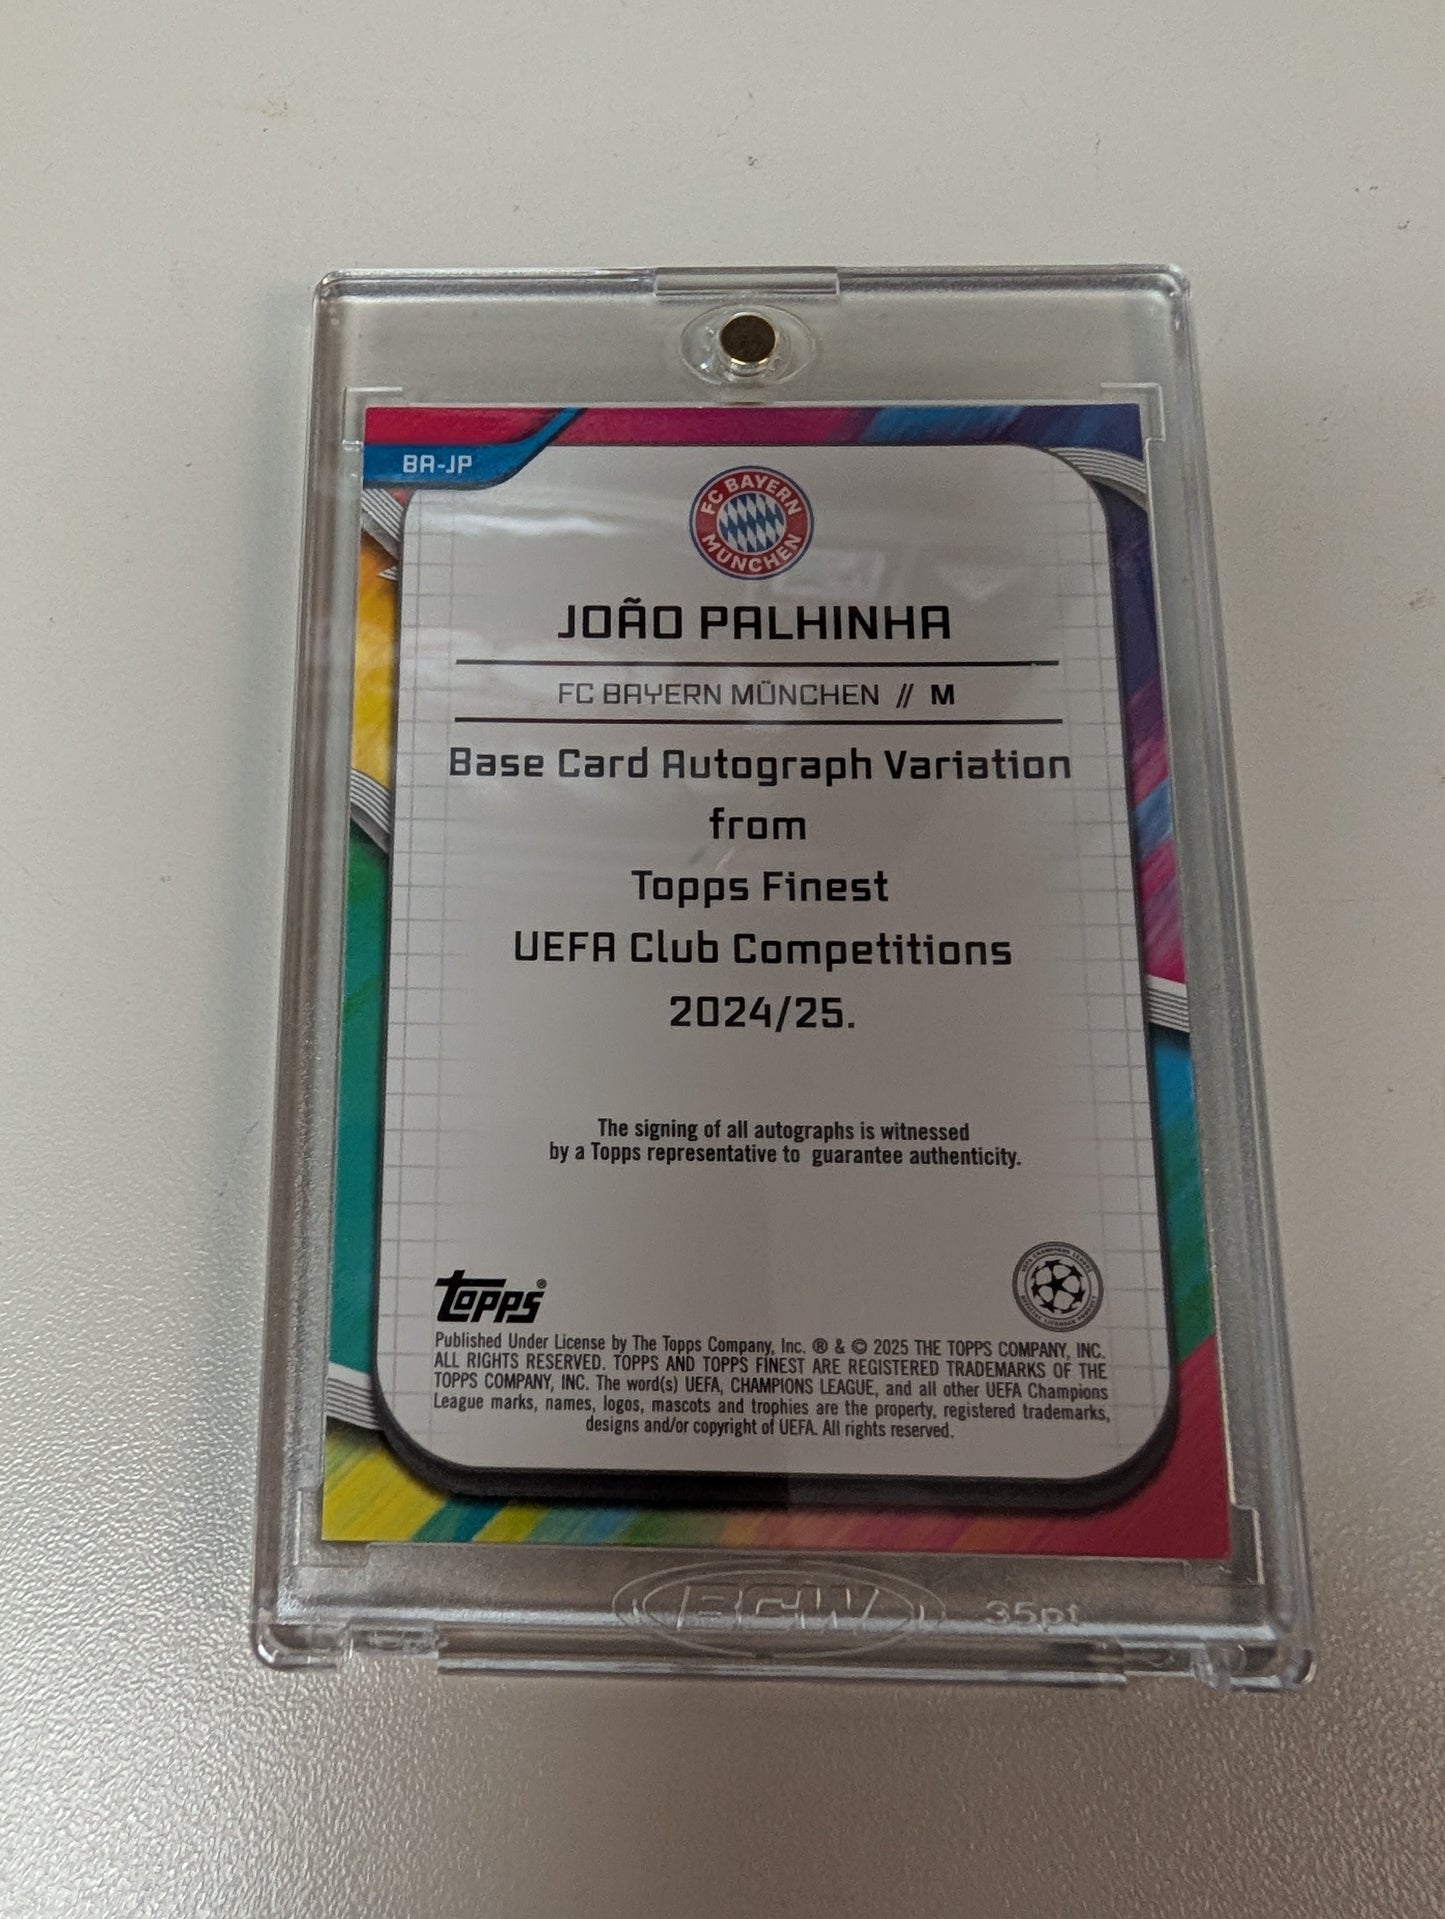 BA-JP
FC BAYERN
MÜNCHEN
JOÃO PALHINHA
FC BAYERN MÜNCHEN // M
Base Card Autograph Variation
from
Topps Finest
UEFA Club Competitions
2024/25.
The signing of all autographs is witnessed
by a Topps representative to guarantee authenticity.
topps®
Published Under License by The Topps Company, Inc. ® & © 2025 THE TOPPS COMPANY, INC.
ALL RIGHTS RESERVED. TOPPS AND TOPPS FINEST ARE REGISTERED TRADEMARKS OF THE
TOPPS COMPANY, INC. The word(s) UEFA, CHAMPIONS LEAGUE, and all other UEFA Champions
League marks, names, logos, mascots and trophies are the property, registered trademarks,
designs and/or copyright of UEFA. All rights reserved.
BCW 35pt